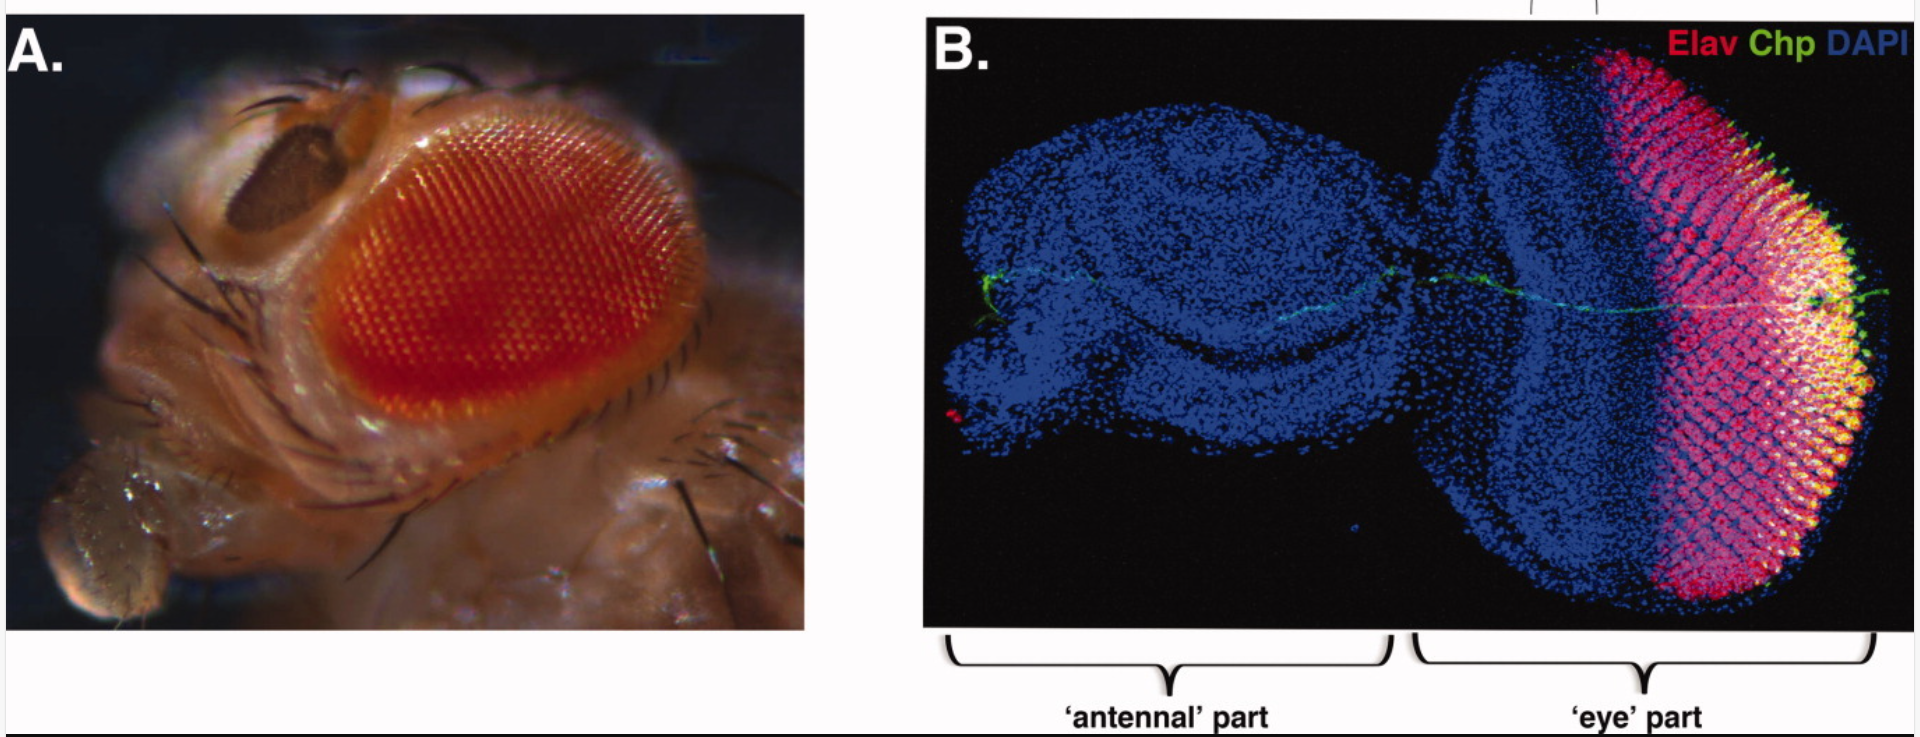 A.
B.
Elav Chp DAPI
‘antennal’ part
‘eye’ part